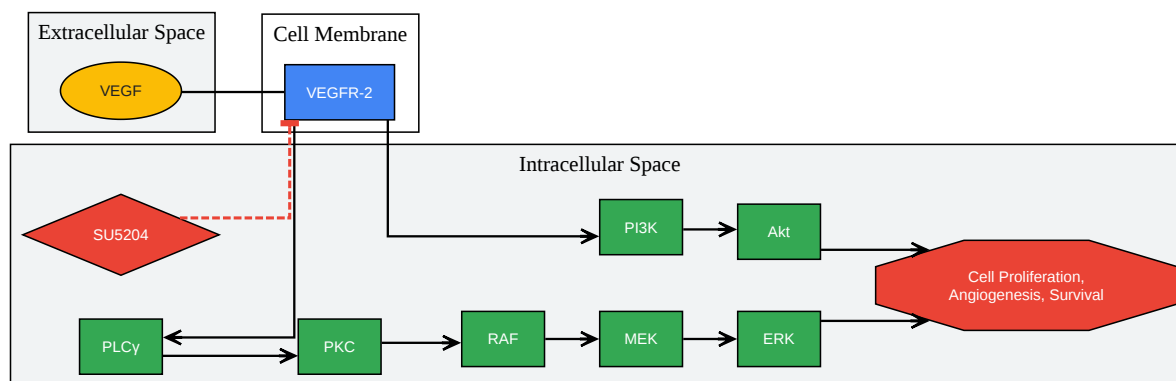 Extracellular Space
Cell Membrane
VEGF
VEGFR-2
Intracellular Space
SU5204
PI3K
Akt
Cell Proliferation,
Angiogenesis, Survival
PLCγ
PKC
RAF
MEK
ERK